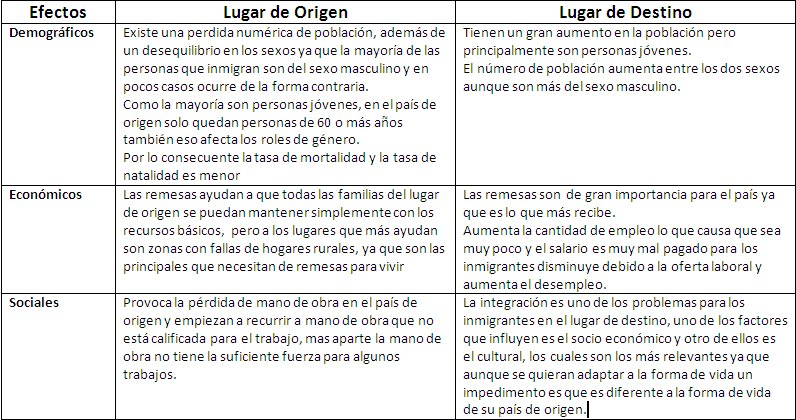 Efectos Lugar de Origen Lugar de Destino
Demográficos
Existe una perdida numérica de población, además de
un desequilibrio en los sexos ya que la mayoría de las
personas que inmigran son del sexo masculino y en
pocos casos ocurre de la forma contraria.
Como la mayoría son personas jóvenes, en el país de
origen solo quedan personas de 60 o más años
también eso afecta los roles de género.
Por lo consecuente la tasa de mortalidad y la tasa de
natalidad es menor
Tienen un gran aumento en la población pero
principalmente son personas jóvenes.
El número de población aumenta entre los dos sexos
aunque son más del sexo masculino.
Económicos
Las remesas ayudan a que todas las familias del lugar
de origen se puedan mantener simplemente con los
recursos básicos, pero a los lugares que más ayudan
son zonas con fallas de hogares rurales, ya que son las
principales que necesitan de remesas para vivir
Las remesas son de gran importancia para el país ya
que es lo que más recibe.
Aumenta la cantidad de empleo lo que causa que sea
muy poco y el salario es muy mal pagado para los
inmigrantes disminuye debido a la oferta laboral y
aumenta el desempleo.
Sociales
Provoca la pérdida de mano de obra en el país de
origen y empiezan a recurrir a mano de obra que no
está calificada para el trabajo, mas aparte la mano de
obra no tiene la suficiente fuerza para algunos
trabajos.
La integración es uno de los problemas para los
inmigrantes en el lugar de destino, uno de los factores
que influyen es el socio económico y otro de ellos es
el cultural, los cuales son los más relevantes ya que
aunque se quieran adaptar a la forma de vida un
impedimento es que es diferente a la forma de vida
de su país de origen.